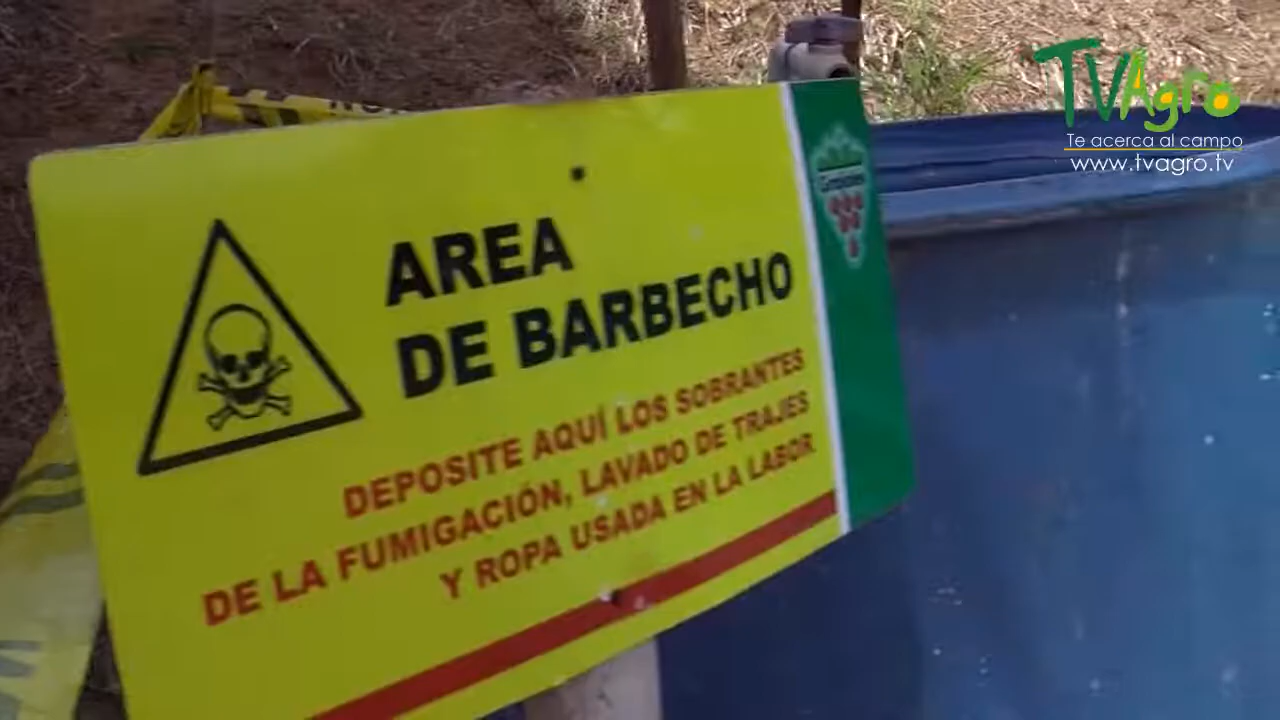 TVAgro
Te acerca al campo
www.tvagro.tv
AREA
DE BARBECHO
DEPOSITE AQUÍ LOS SOBRANTES
DE LA FUMIGACIÓN, LAVADO DE TRAJES
Y ROPA USADA EN LA LABOR